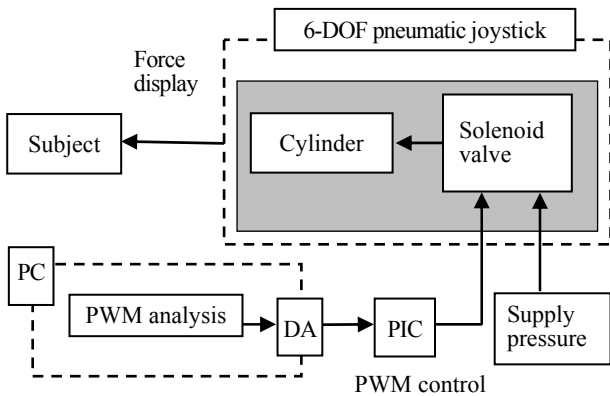 6-DOF pneumatic joystick
Force
display
Subject
Cylinder
Solenoid
valve
PC
PWM analysis
DA
PIC
Supply
pressure
PWM control